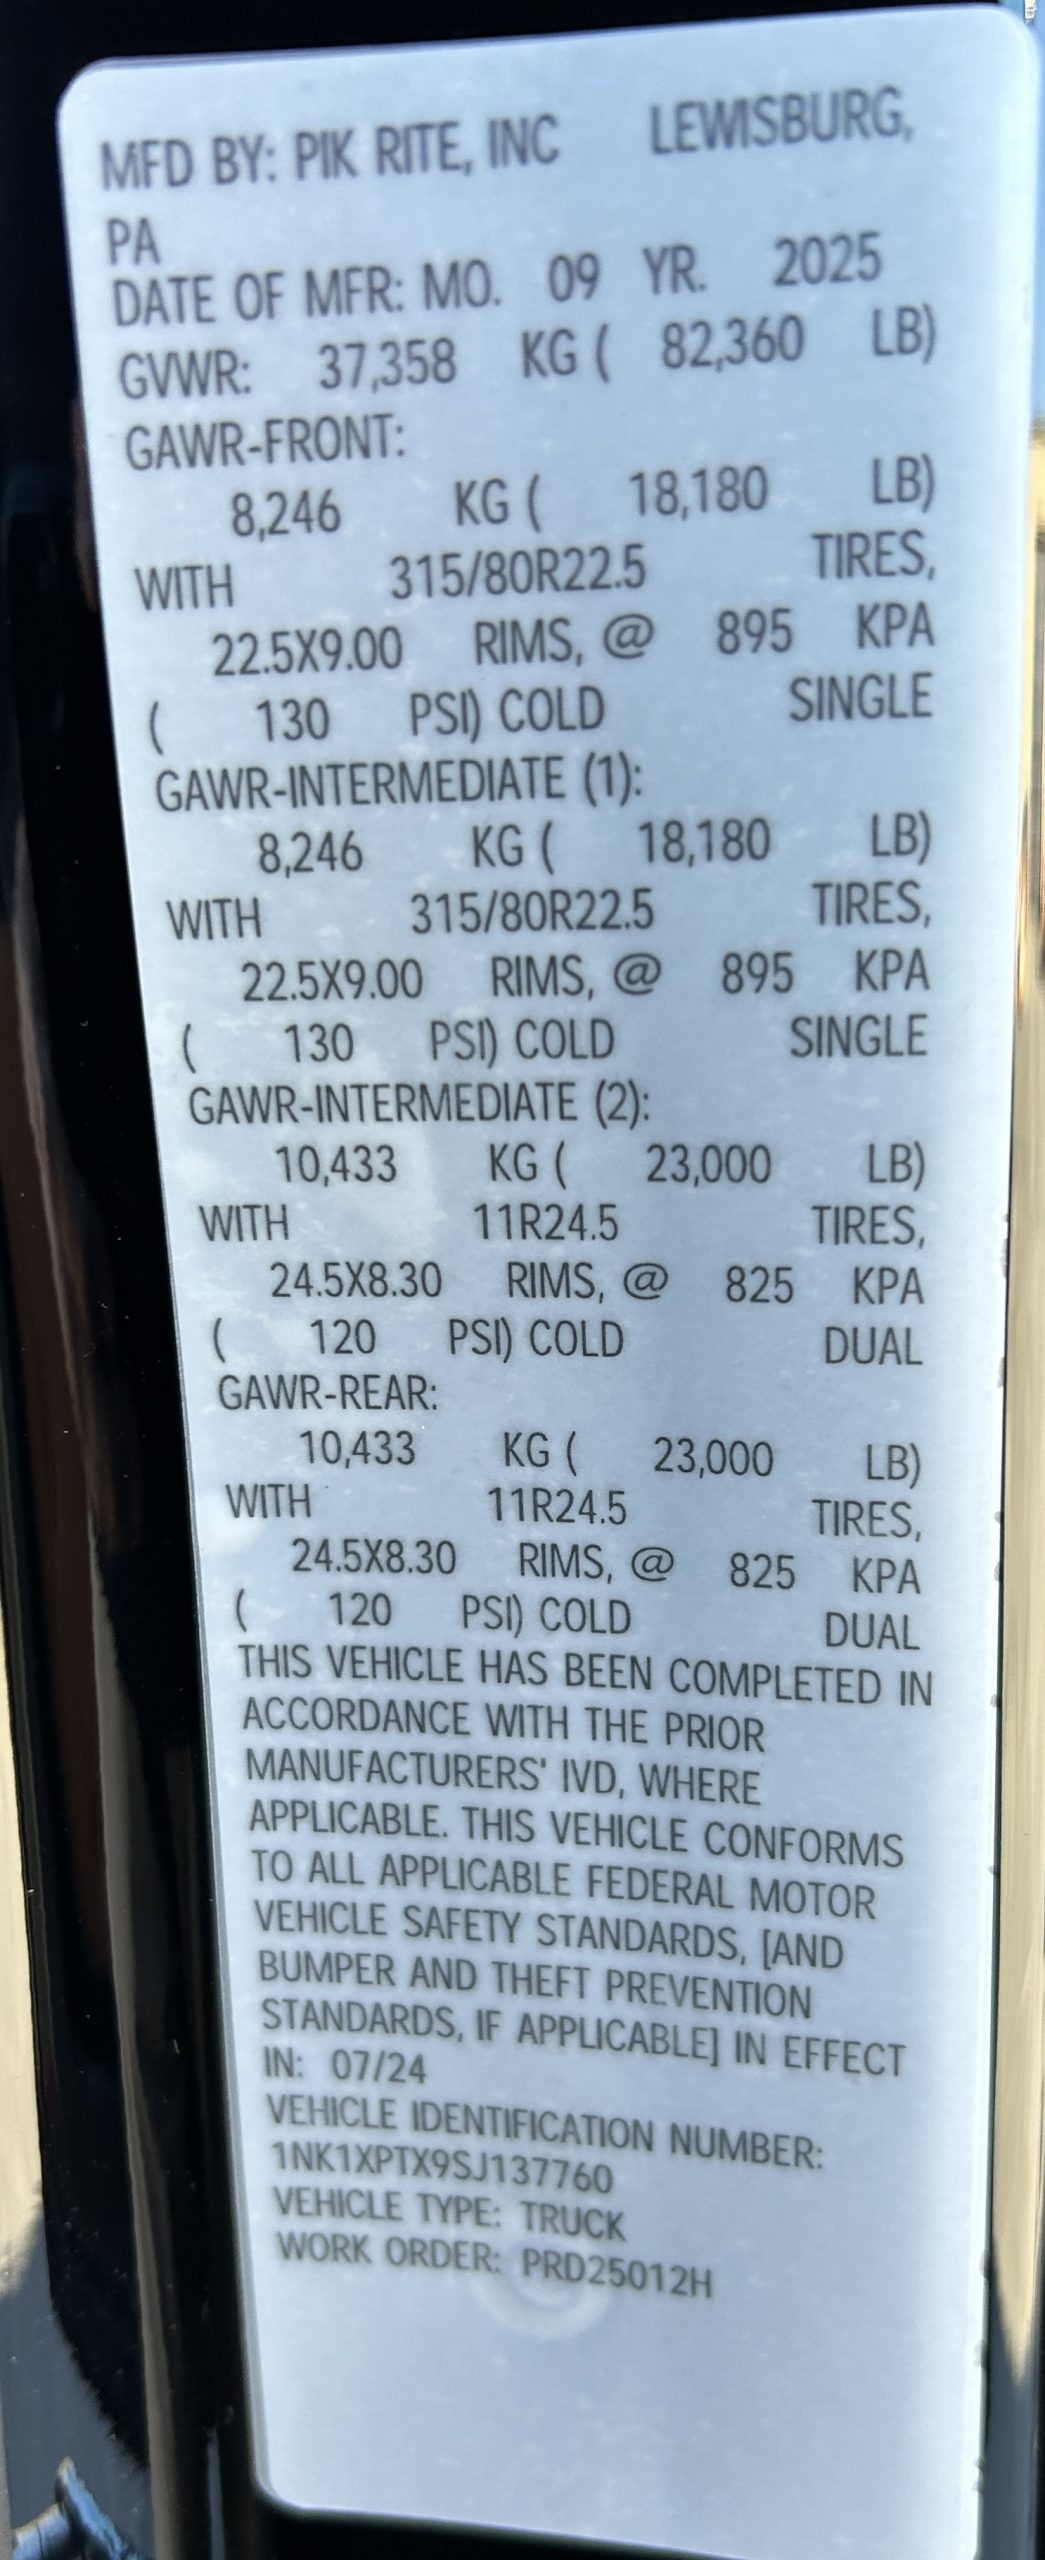 MFD BY: PIK RITE, INC LEWISBURG,
PA
DATE OF MFR: MO. 09 YR. 2025
GVWR: 37,358 KG ( 82,360 LB)
GAWR-FRONT:
8,246 KG ( 18,180 LB)
WITH 315/80R22.5 TIRES,
22.5X9.00 RIMS, @ 895 KPA
( 130 PSI) COLD SINGLE
GAWR-INTERMEDIATE (1):
8,246 KG ( 18,180 LB)
WITH 315/80R22.5 TIRES,
22.5X9.00 RIMS, @ 895 KPA
( 130 PSI) COLD SINGLE
GAWR-INTERMEDIATE (2):
10,433 KG ( 23,000 LB)
WITH 11R24.5 TIRES,
24.5X8.30 RIMS, @ 825 KPA
( 120 PSI) COLD DUAL
GAWR-REAR:
10,433 KG ( 23,000 LB)
WITH 11R24.5 TIRES,
24.5X8.30 RIMS, @ 825 KPA
( 120 PSI) COLD DUAL
THIS VEHICLE HAS BEEN COMPLETED IN
ACCORDANCE WITH THE PRIOR
MANUFACTURERS' IVD, WHERE
APPLICABLE. THIS VEHICLE CONFORMS
TO ALL APPLICABLE FEDERAL MOTOR
VEHICLE SAFETY STANDARDS, [AND
BUMPER AND THEFT PREVENTION
STANDARDS, IF APPLICABLE] IN EFFECT
IN: 07/24
VEHICLE IDENTIFICATION NUMBER:
1NK1XPTX9SJ137760
VEHICLE TYPE: TRUCK
WORK ORDER: PRD25012H